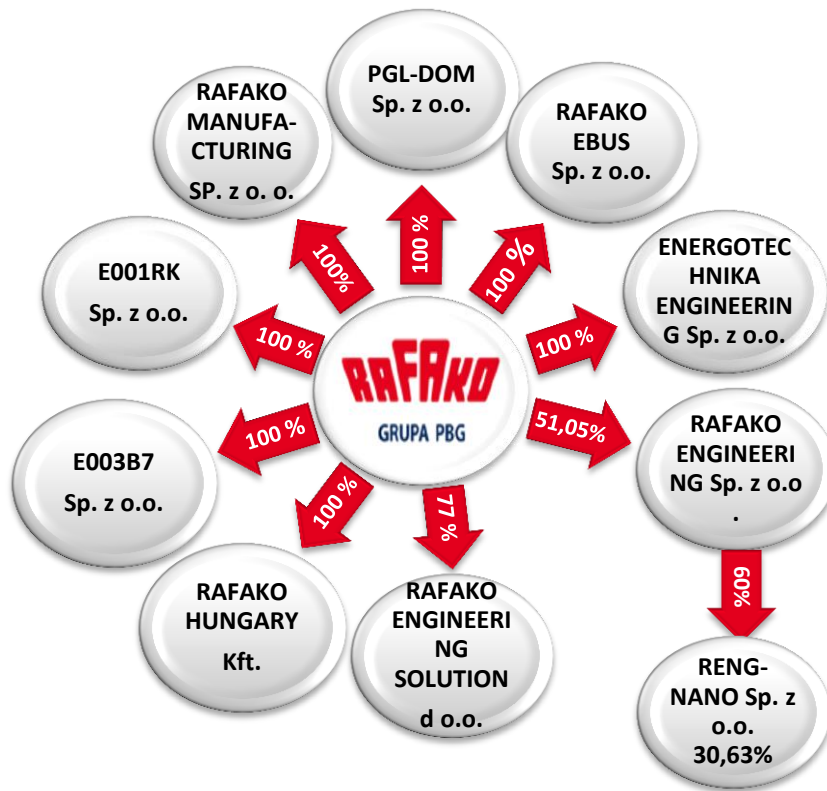 PGL-DOM
Sp. z o.o.
RAFAKO
MANUFA-
CTURING
SP. z o. o.
RAFAKO
EBUS
Sp. z o.o.
E001RK
Sp. z o.o.
ENERGOTEC
HNIKA
ENGINEERIN
G Sp. z o.o.
100%
100 %
100 %
100 %
100 %
RAFAKO
GRUPA PBG
51,05%
RAFAKO
ENGINEERI
NG Sp. z o.o
.
100 %
E003B7
Sp. z o.o.
100 %
77 %
RAFAKO
HUNGARY
Kft.
RAFAKO
ENGINEERI
NG
SOLUTION
d o.o.
60%
RENG-
NANO Sp. z
o.o.
30,63%